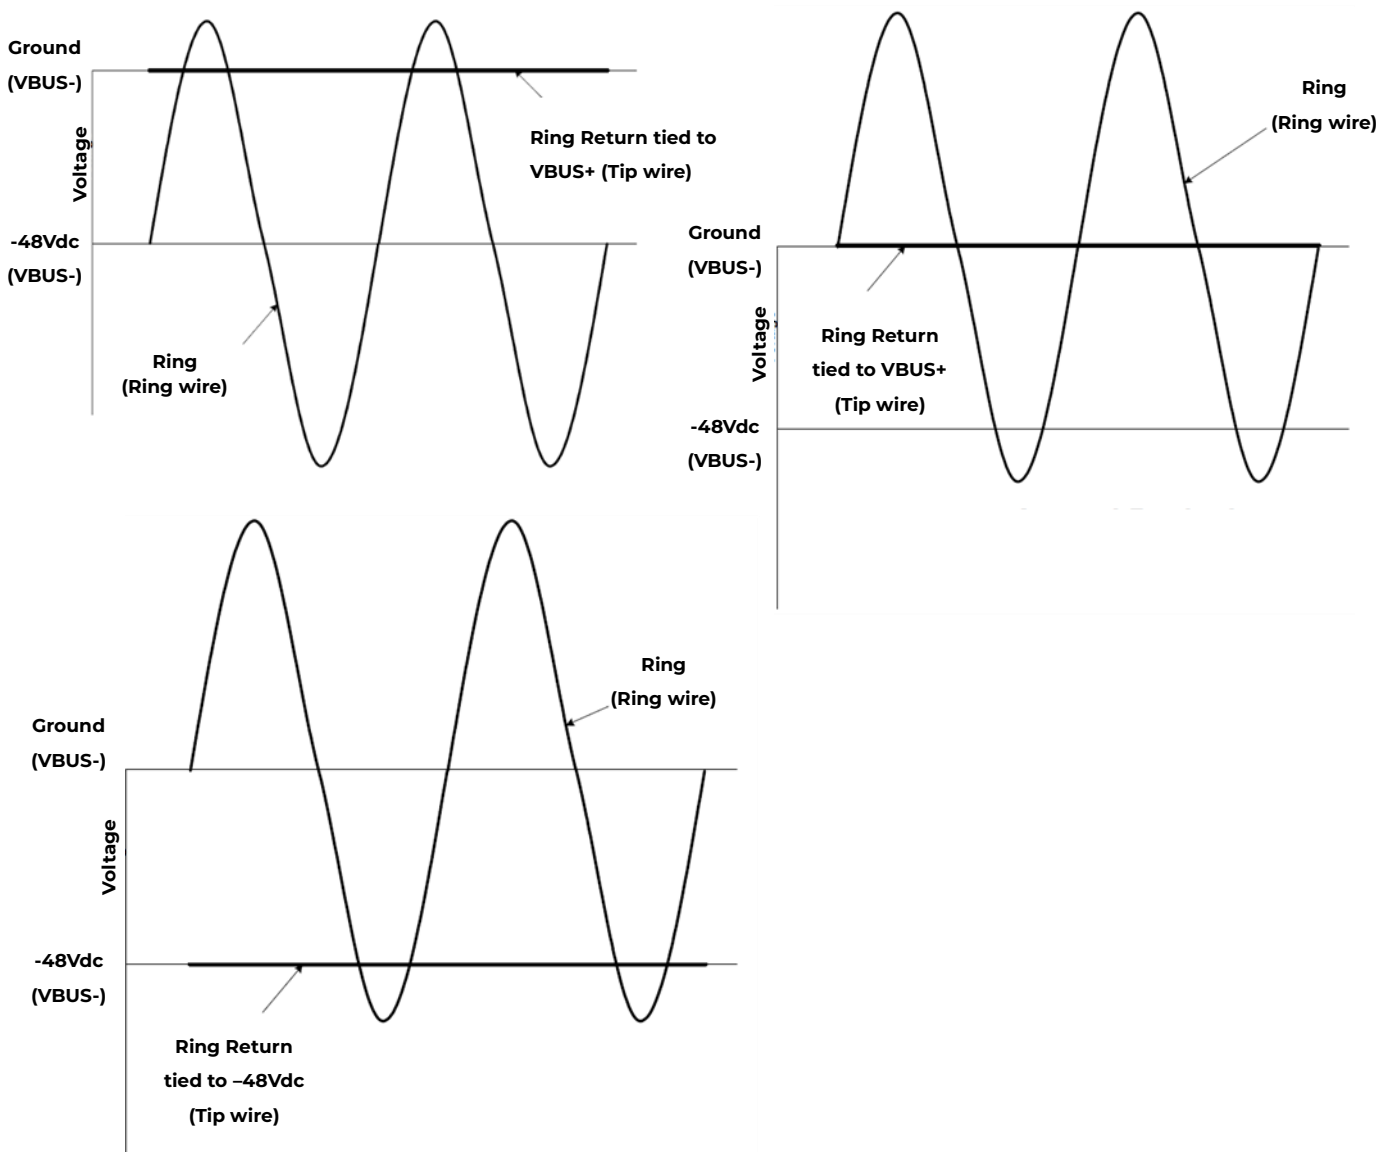 Ground
(VBUS-)
Voltage
Ring Return tied to
VBUS+ (Tip wire)
-48Vdc
(VBUS-)
Ring
(Ring wire)
Ring
(Ring wire)
Ground
(VBUS-)
Voltage
Ring Return
tied to VBUS+
(Tip wire)
-48Vdc
(VBUS-)
Ring
(Ring wire)
Ground
(VBUS-)
Voltage
-48Vdc
(VBUS-)
Ring Return
tied to –48Vdc
(Tip wire)